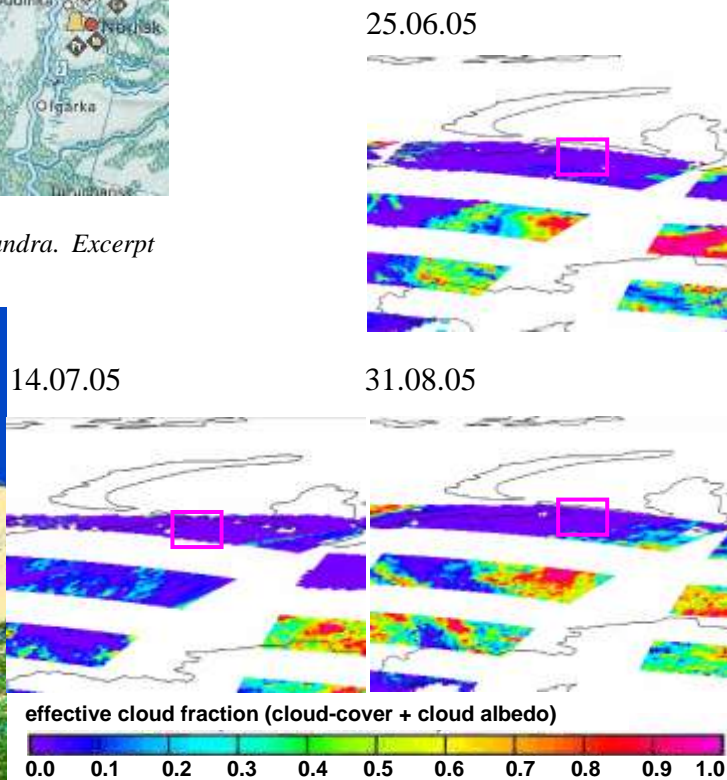 Norilsk
Olgarka
25.06.05
undra. Excerpt
14.07.05
31.08.05
effective cloud fraction (cloud-cover + cloud albedo)
0.0 0.1 0.2 0.3 0.4 0.5 0.6 0.7 0.8 0.9 1.0